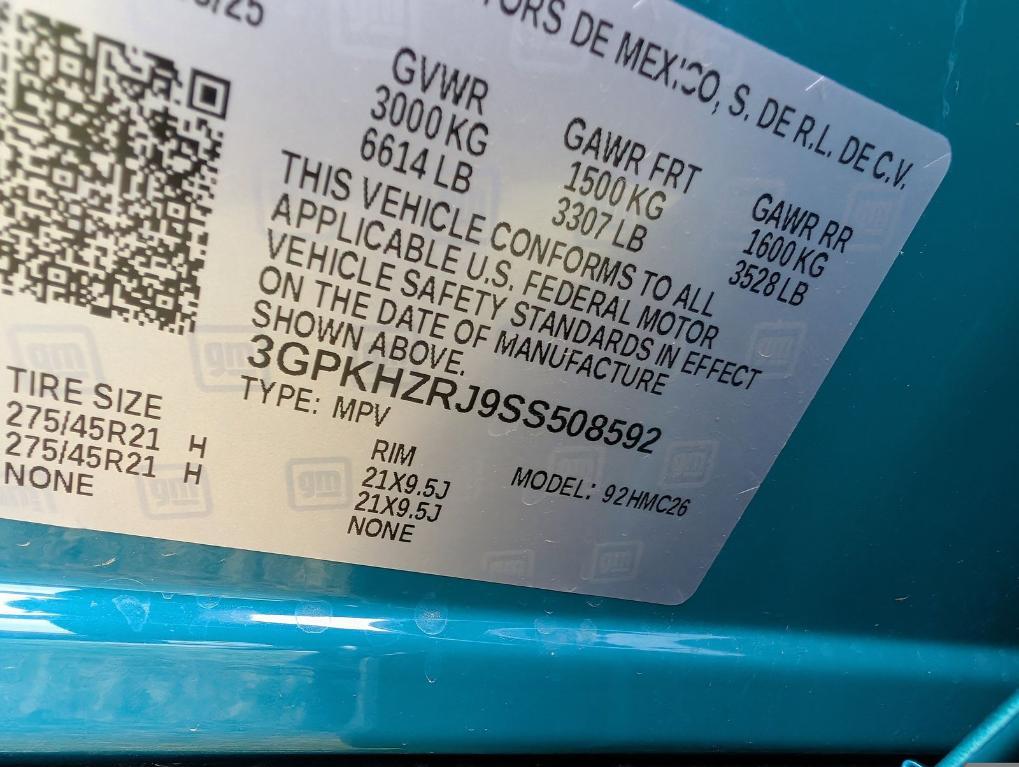 /25
ORS DE MEXICO, S. DE R.L. DE C.V.
GVWR GAWR FRT GAWR RR
3000 KG 1500 KG 1600 KG
6614 LB 3307 LB 3528 LB
THIS VEHICLE CONFORMS TO ALL
APPLICABLE U.S. FEDERAL MOTOR
VEHICLE SAFETY STANDARDS IN EFFECT
ON THE DATE OF MANUFACTURE
SHOWN ABOVE.
3GPKHZRJ9SS508592
TYPE: MPV
MODEL: 92HMC26
TIRE SIZE RIM
275/45R21 H 21X9.5J
275/45R21 H 21X9.5J
NONE NONE
gm